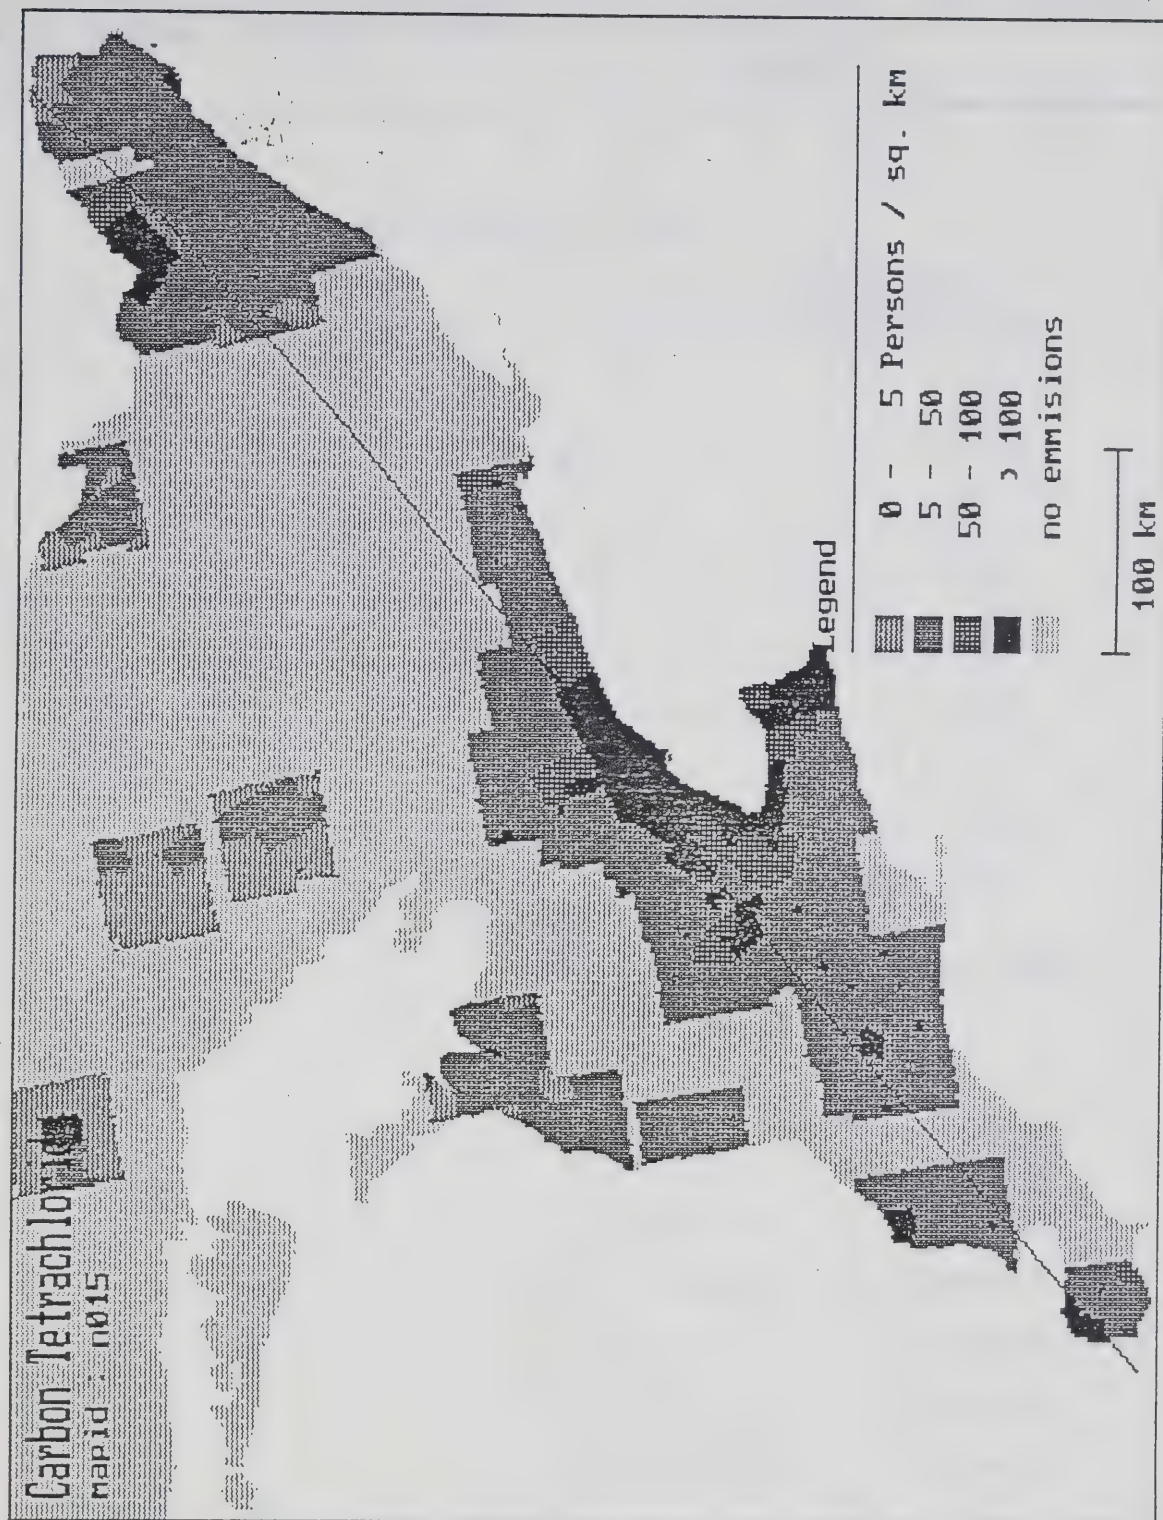 Carbon Tetrachloride
mapid : n015
Legend
0 - 5 Persons / sq. km
5 - 50
50 - 100
> 100
no emmisions
100 km